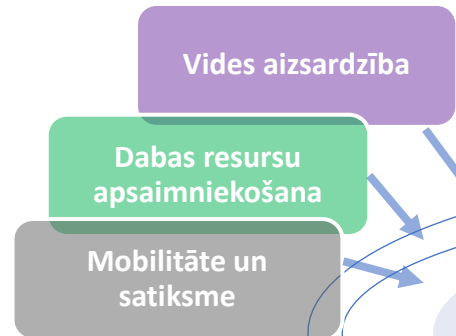 Vides aizsardzība
Dabas resursu
apsaimniekošana
Mobilitāte un
satiksme